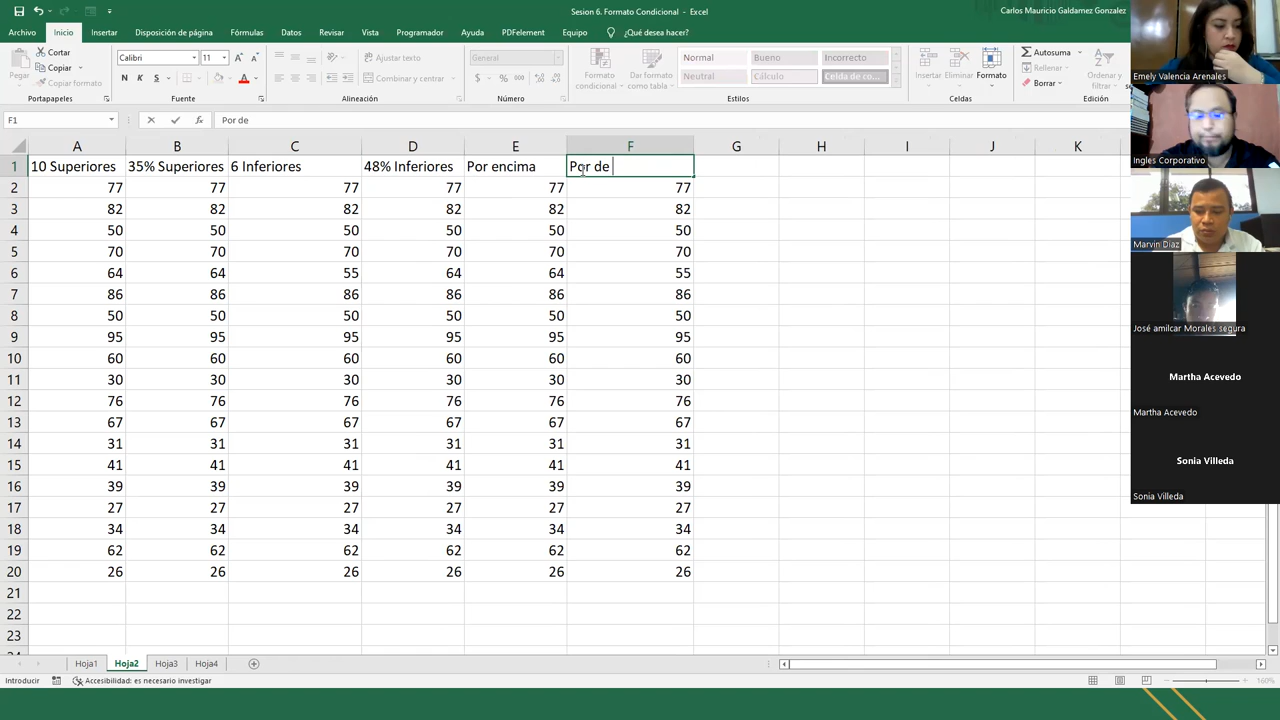 Sesion 6. Formato Condicional - Excel
Carlos Mauricio Galdamez Gonzalez
Archivo Inicio Insertar Disposición de página Fórmulas Datos Revisar Vista Programador Ayuda PDFelement Equipo ¿Qué desea hacer?
Pegar
Cortar
Copiar
Copiar formato
Portapapeles
Calibri 11
N K S
Fuente
Ajustar texto
Combinar y centrar
Alineación
General
$ % 000
Número
Formato condicional
Dar formato como tabla
Normal Bueno Incorrecto
Neutral Cálculo Celda de co...
Estilos
Insertar Eliminar Formato
Celdas
Autosuma
Rellenar
Borrar
Ordenar y filtrar
Edición
F1 fx Por de
A B C D E F G H I J K
1 10 Superiores 35% Superiores 6 Inferiores 48% Inferiores Por encima Por de
2 77 77 77 77 77 77
3 82 82 82 82 82 82
4 50 50 50 50 50 50
5 70 70 70 70 70 70
6 64 64 55 64 64 55
7 86 86 86 86 86 86
8 50 50 50 50 50 50
9 95 95 95 95 95 95
10 60 60 60 60 60 60
11 30 30 30 30 30 30
12 76 76 76 76 76 76
13 67 67 67 67 67 67
14 31 31 31 31 31 31
15 41 41 41 41 41 41
16 39 39 39 39 39 39
17 27 27 27 27 27 27
18 34 34 34 34 34 34
19 62 62 62 62 62 62
20 26 26 26 26 26 26
21
22
23
Hoja1 Hoja2 Hoja3 Hoja4
Introducir Accesibilidad: es necesario investigar 160%
Emely Valencia Arenales
Ingles Corporativo
Marvin Diaz
José amilcar Morales segura
Martha Acevedo
Martha Acevedo
Sonia Villeda
Sonia Villeda